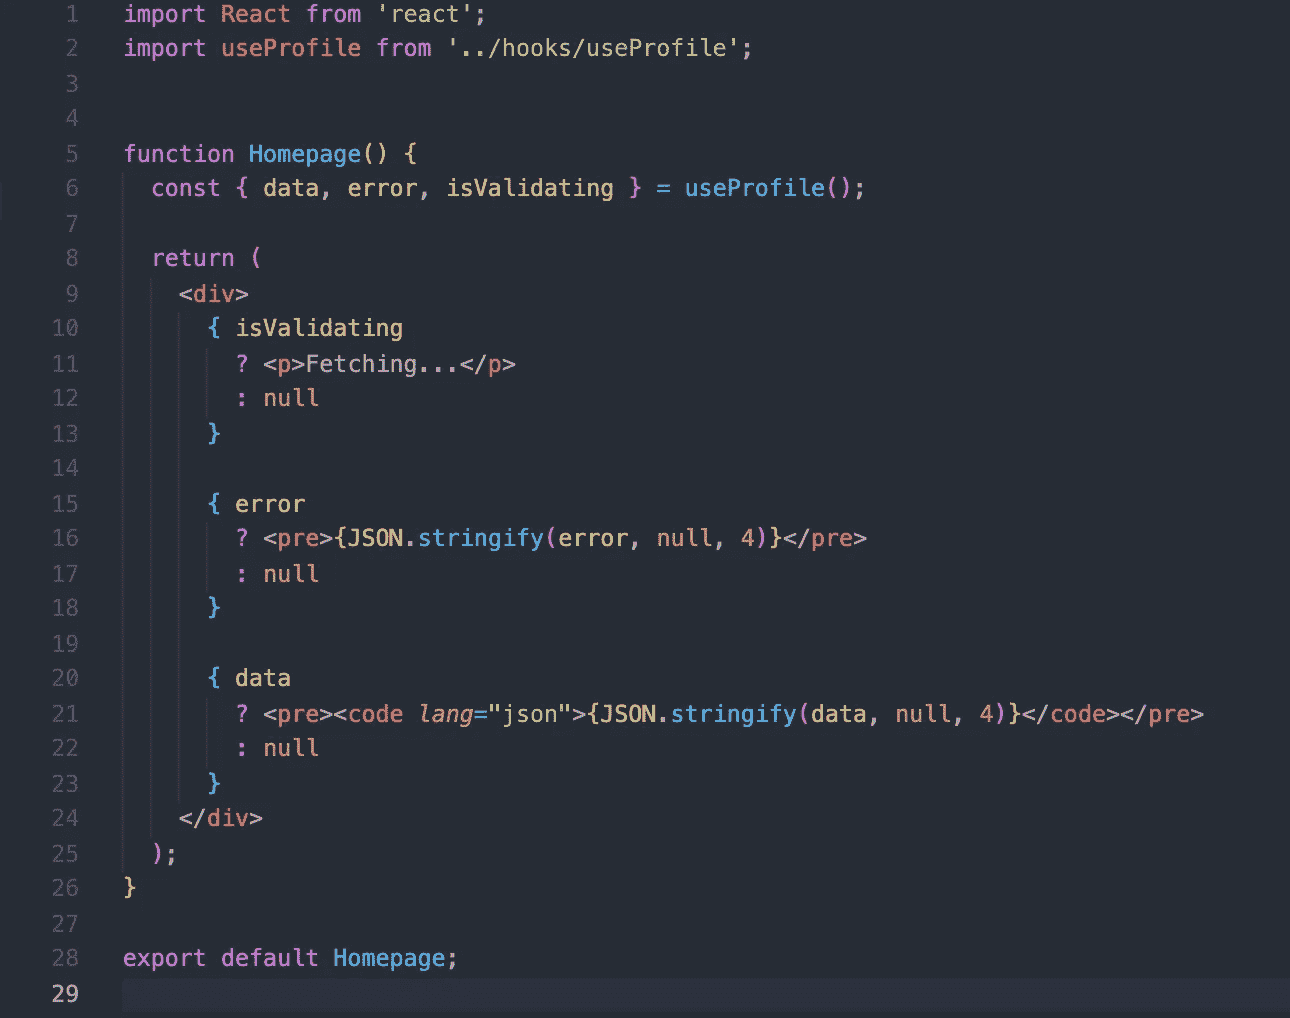 1 import React from 'react';
2 import useProfile from '../hooks/useProfile';
3
4
5 function Homepage() {
6 const { data, error, isValidating } = useProfile();
7
8 return (
9 <div>
10 { isValidating
11 ? <p>Fetching...</p>
12 : null
13 }
14
15 { error
16 ? <pre>{JSON.stringify(error, null, 4)}</pre>
17 : null
18 }
19
20 { data
21 ? <pre><code lang="json">{JSON.stringify(data, null, 4)}</code></pre>
22 : null
23 }
24 </div>
25 );
26 }
27
28 export default Homepage;
29